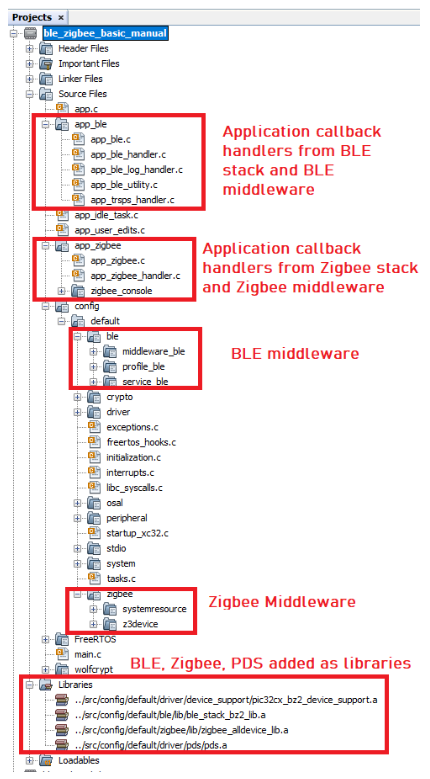 Projects ×
ble_zigbee_basic_manual
Header Files
Important Files
Linker Files
Source Files
app.c
app_ble
app_ble.c
app_ble_handler.c
app_ble_log_handler.c
app_ble_utility.c
app_trsps_handler.c
Application callback
handlers from BLE
stack and BLE
middleware
app_idle_task.c
app_user_edits.c
app_zigbee
app_zigbee.c
app_zigbee_handler.c
zigbee_console
Application callback
handlers from Zigbee stack
and Zigbee middleware
config
default
ble
middleware_ble
profile_ble
service_ble
BLE middleware
crypto
driver
exceptions.c
freertos_hooks.c
initialization.c
interrupts.c
libc_syscalls.c
osal
peripheral
startup_xc32.c
stdio
system
tasks.c
zigbee
systemresource
z3device
Zigbee Middleware
FreeRTOS
main.c
wolfcrypt
BLE, Zigbee, PDS added as libraries
Libraries
../src/config/default/driver/device_support/pic32cx_bz2_device_support.a
../src/config/default/ble/lib/ble_stack_bz2_lib.a
../src/config/default/zigbee/lib/zigbee_alldevice_lib.a
../src/config/default/driver/pds/pds.a
Loadables